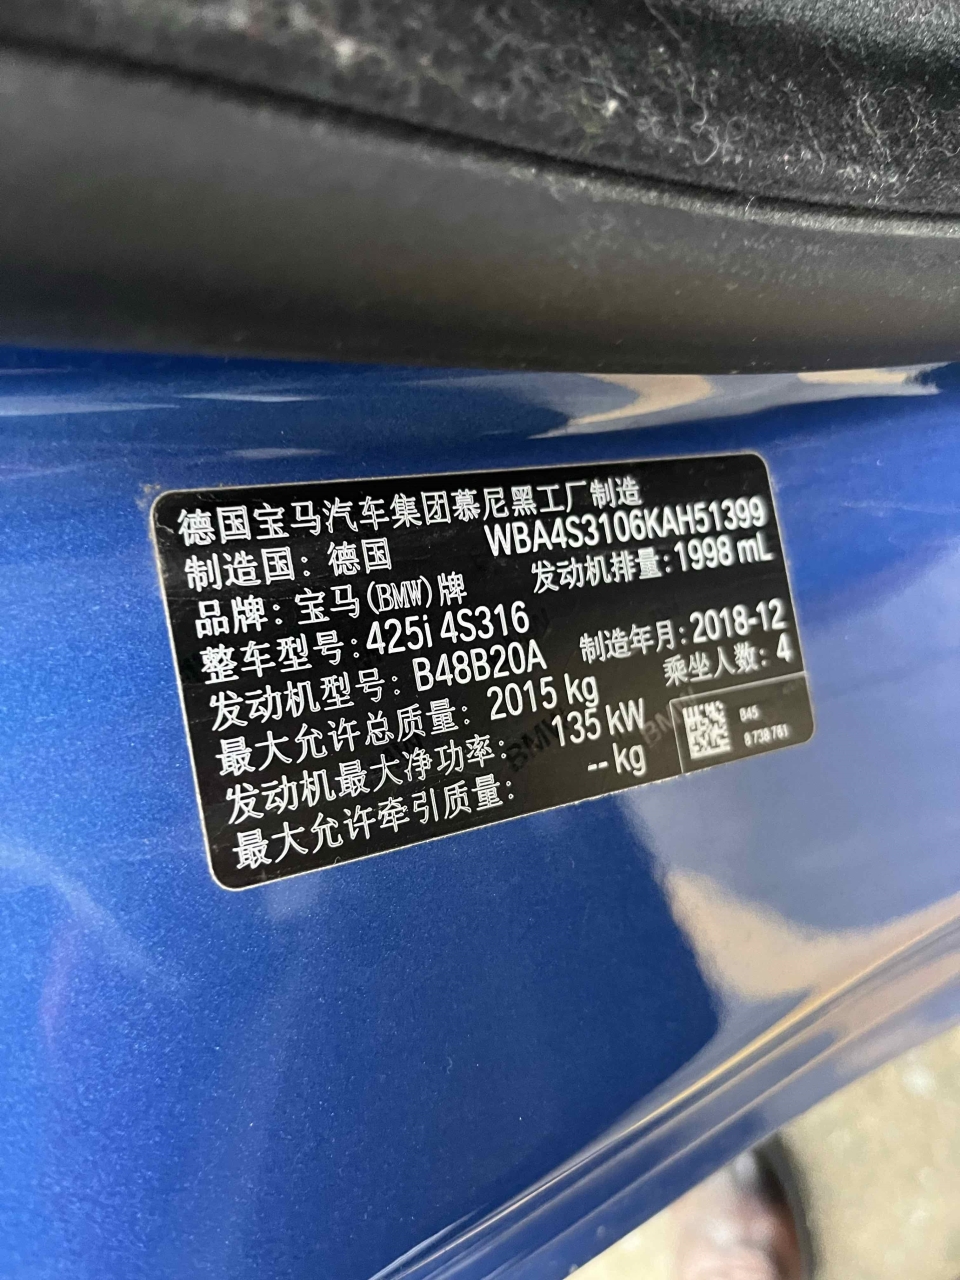 德国宝马汽车集团慕尼黑工厂制造
制造国：德国 WBA4S3106KAH51399
品牌：宝马(BMW)牌 发动机排量：1998 mL
整车型号：425i 4S316
发动机型号：B48B20A 制造年月：2018-12
最大允许总质量：2015 kg 乘坐人数：4
发动机最大净功率：135 kW
最大允许牵引质量：-- kg
B45
8 738 761